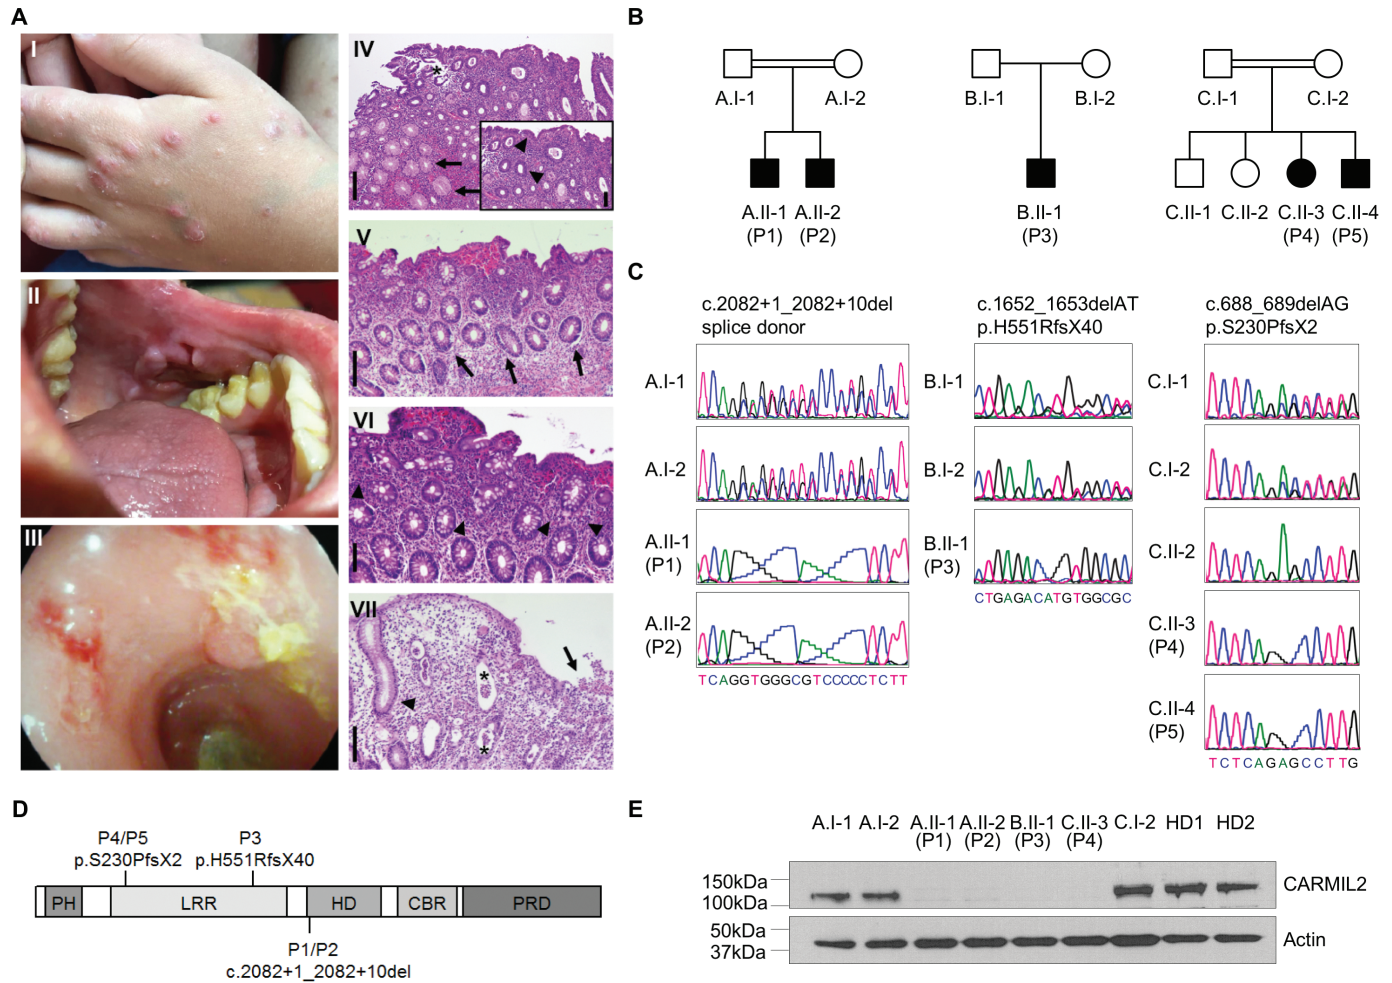 A
I
II
III
IV
*
V
VI
VII
*
*
B
A.I-1 A.I-2
A.II-1 A.II-2
(P1) (P2)
B.I-1 B.I-2
B.II-1
(P3)
C.I-1 C.I-2
C.II-1 C.II-2 C.II-3 C.II-4
(P4) (P5)
C
c.2082+1_2082+10del
splice donor
A.I-1
A.I-2
A.II-1
(P1)
A.II-2
(P2)
TCAGGTGGGCGTCCCCCTCTT
c.1652_1653delAT
p.H551RfsX40
B.I-1
B.I-2
B.II-1
(P3)
CTGAGACATGTGGCGC
c.688_689delAG
p.S230PfsX2
C.I-1
C.I-2
C.II-2
C.II-3
(P4)
C.II-4
(P5)
TCTCAGAGCCTTG
D
P4/P5 P3
p.S230PfsX2 p.H551RfsX40
PH LRR HD CBR PRD
P1/P2
c.2082+1_2082+10del
E
A.I-1 A.I-2 A.II-1 A.II-2 B.II-1 C.II-3 C.I-2 HD1 HD2
(P1) (P2) (P3) (P4)
150kDa
100kDa
CARMIL2
50kDa
37kDa
Actin